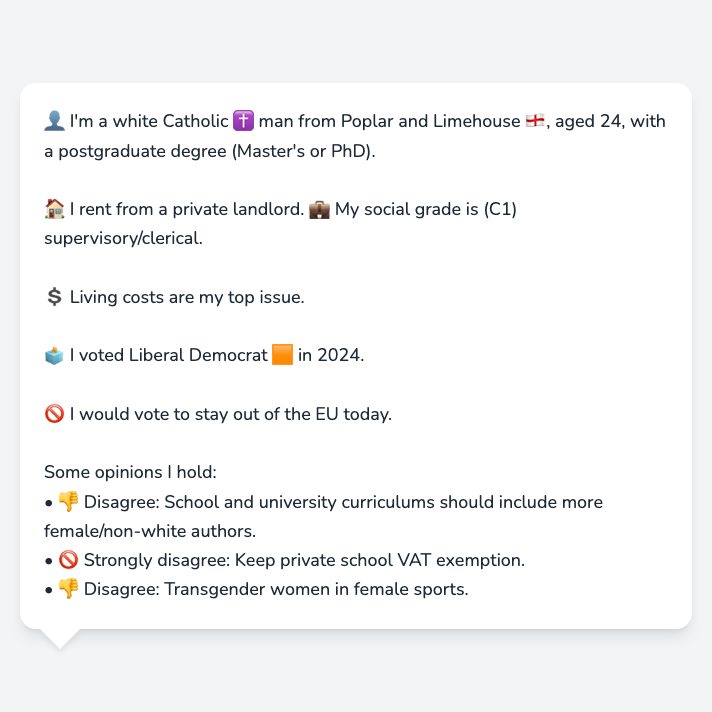 👤 I'm a white Catholic ✝️ man from Poplar and Limehouse 🏴󠁧󠁢󠁥󠁮󠁧󠁿, aged 24, with
a postgraduate degree (Master's or PhD).
🏠 I rent from a private landlord. 💼 My social grade is (C1)
supervisory/clerical.
💲 Living costs are my top issue.
🗳️ I voted Liberal Democrat 🟧 in 2024.
🚫 I would vote to stay out of the EU today.
Some opinions I hold:
• 👎 Disagree: School and university curriculums should include more
female/non-white authors.
• 🚫 Strongly disagree: Keep private school VAT exemption.
• 👎 Disagree: Transgender women in female sports.